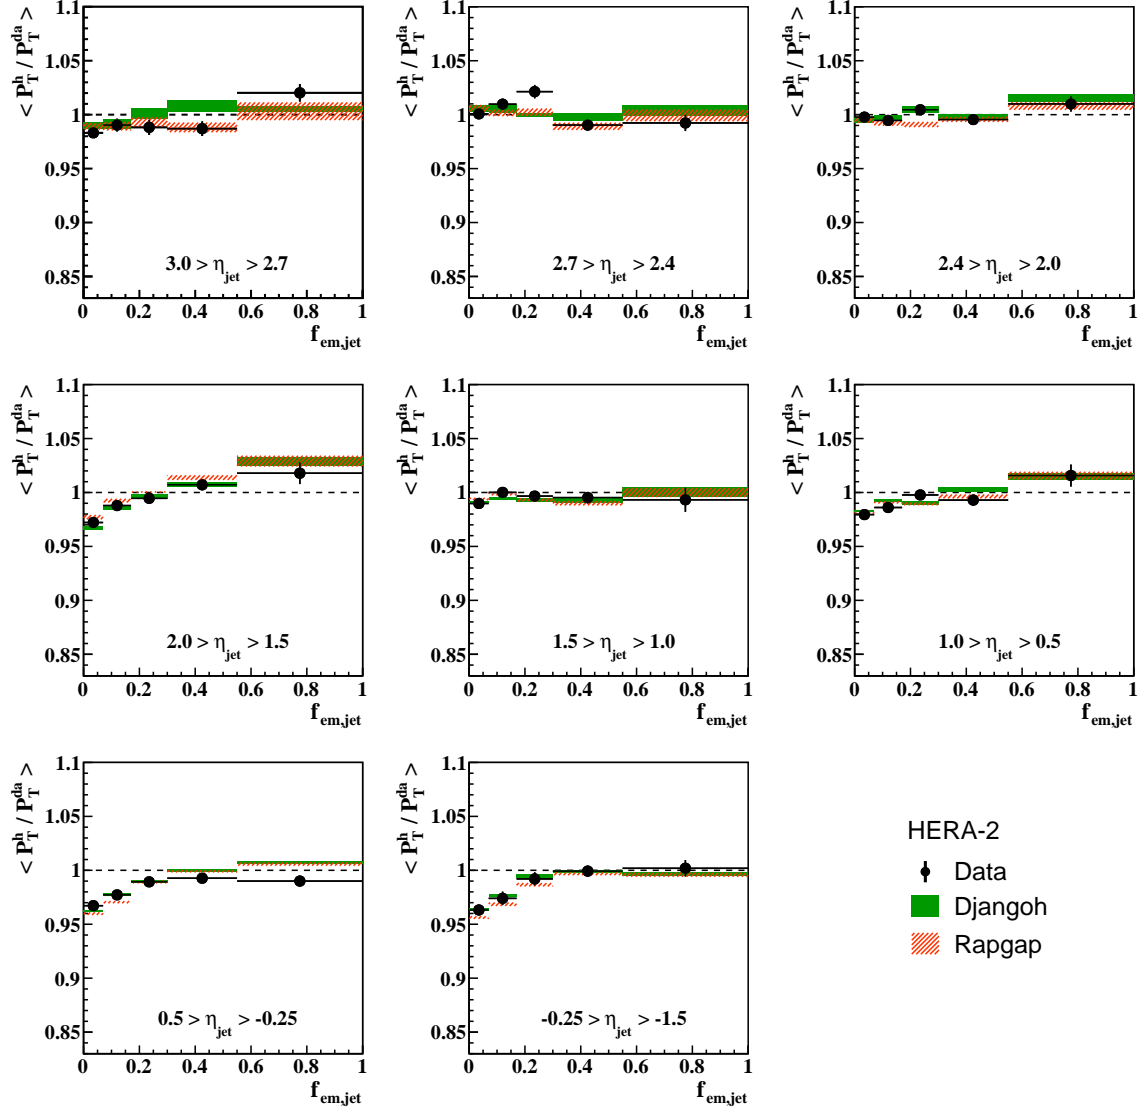 < P_T^h / P_T^da >
1.1
1.05
1
0.95
0.9
0.85
3.0 > η_jet > 2.7
0 0.2 0.4 0.6 0.8 1
f_em,jet
< P_T^h / P_T^da >
1.1
1.05
1
0.95
0.9
0.85
2.7 > η_jet > 2.4
0 0.2 0.4 0.6 0.8 1
f_em,jet
< P_T^h / P_T^da >
1.1
1.05
1
0.95
0.9
0.85
2.4 > η_jet > 2.0
0 0.2 0.4 0.6 0.8 1
f_em,jet
< P_T^h / P_T^da >
1.1
1.05
1
0.95
0.9
0.85
2.0 > η_jet > 1.5
0 0.2 0.4 0.6 0.8 1
f_em,jet
< P_T^h / P_T^da >
1.1
1.05
1
0.95
0.9
0.85
1.5 > η_jet > 1.0
0 0.2 0.4 0.6 0.8 1
f_em,jet
< P_T^h / P_T^da >
1.1
1.05
1
0.95
0.9
0.85
1.0 > η_jet > 0.5
0 0.2 0.4 0.6 0.8 1
f_em,jet
< P_T^h / P_T^da >
1.1
1.05
1
0.95
0.9
0.85
0.5 > η_jet > -0.25
0 0.2 0.4 0.6 0.8 1
f_em,jet
< P_T^h / P_T^da >
1.1
1.05
1
0.95
0.9
0.85
-0.25 > η_jet > -1.5
0 0.2 0.4 0.6 0.8 1
f_em,jet
HERA-2
Data
Djangoh
Rapgap